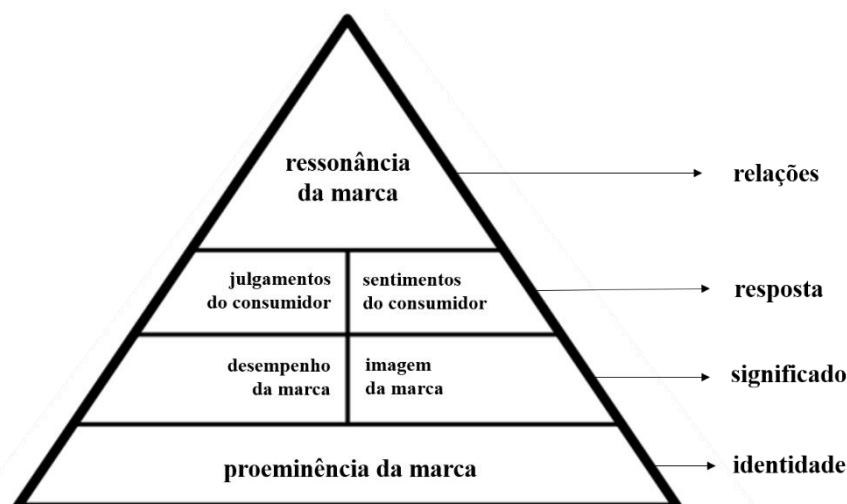 ressonância
da marca
relações
julgamentos
do consumidor
sentimentos
do consumidor
resposta
desempenho
da marca
imagem
da marca
significado
proeminência da marca
identidade